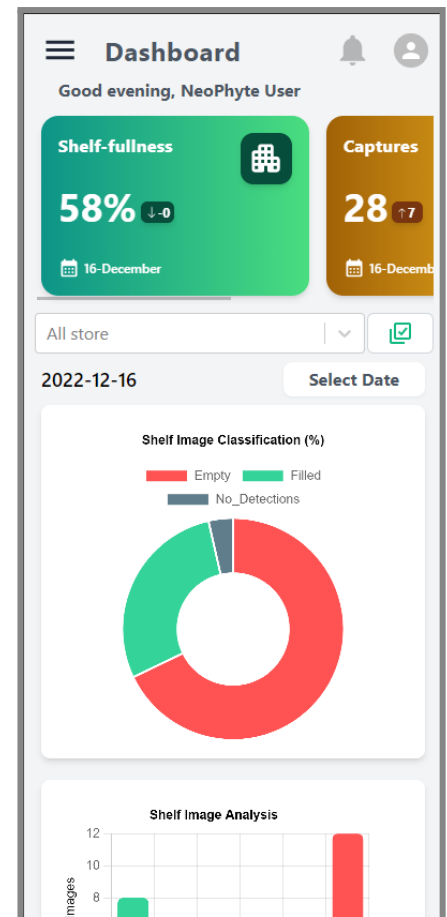 Dashboard
Good evening, NeoPhyte User
Shelf-fullness
58% ↓-0
16-December
Captures
28 ↑7
16-Decemb
All store
2022-12-16
Select Date
Shelf Image Classification (%)
Empty Filled
No_Detections
Shelf Image Analysis
12
10
8
mages